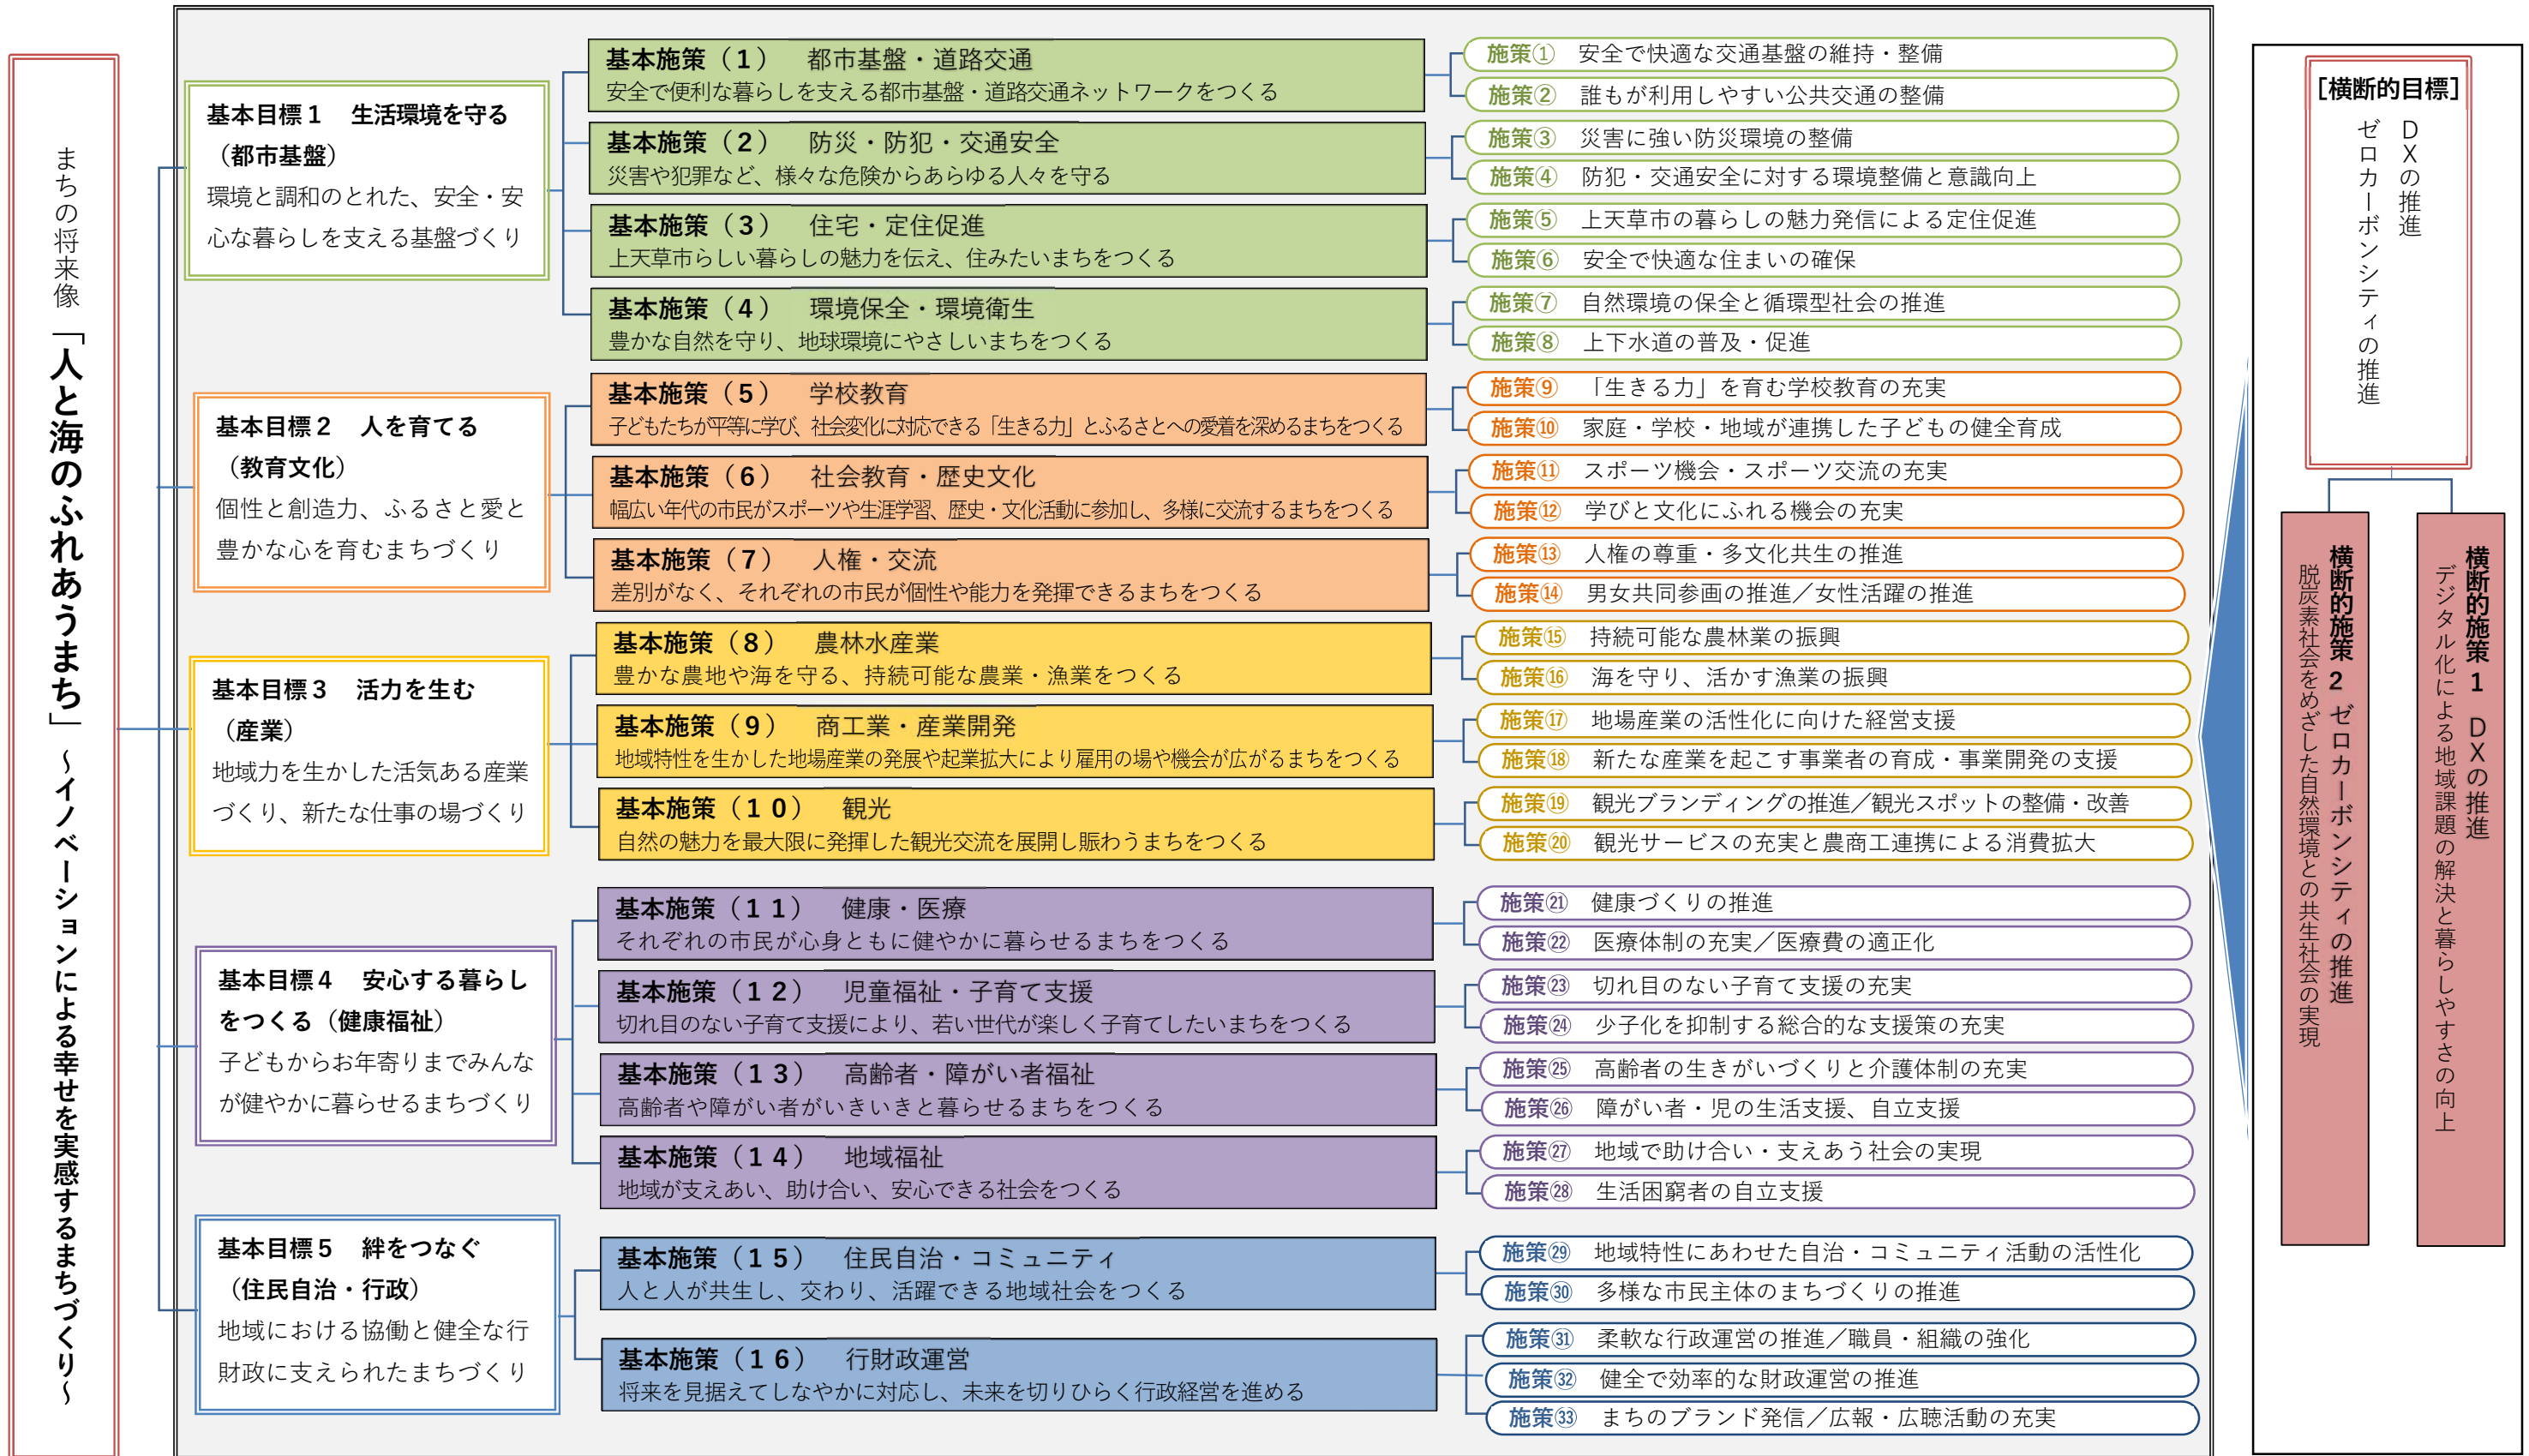 まちの将来像 「人と海のふれあうまち」 ～イノベーションによる幸せを実感するまちづくり～
基本目標１　生活環境を守る
（都市基盤）
環境と調和のとれた、安全・安
心な暮らしを支える基盤づくり
基本施策（１）　都市基盤・道路交通
安全で便利な暮らしを支える都市基盤・道路交通ネットワークをつくる
施策①　安全で快適な交通基盤の維持・整備
施策②　誰もが利用しやすい公共交通の整備
基本施策（２）　防災・防犯・交通安全
災害や犯罪など、様々な危険からあらゆる人々を守る
施策③　災害に強い防災環境の整備
施策④　防犯・交通安全に対する環境整備と意識向上
基本施策（３）　住宅・定住促進
上天草市らしい暮らしの魅力を伝え、住みたいまちをつくる
施策⑤　上天草市の暮らしの魅力発信による定住促進
施策⑥　安全で快適な住まいの確保
基本施策（４）　環境保全・環境衛生
豊かな自然を守り、地球環境にやさしいまちをつくる
施策⑦　自然環境の保全と循環型社会の推進
施策⑧　上下水道の普及・促進
基本目標２　人を育てる
（教育文化）
個性と創造力、ふるさと愛と
豊かな心を育むまちづくり
基本施策（５）　学校教育
子どもたちが平等に学び、社会変化に対応できる「生きる力」とふるさとへの愛着を深めるまちをつくる
施策⑨　「生きる力」を育む学校教育の充実
施策⑩　家庭・学校・地域が連携した子どもの健全育成
基本施策（６）　社会教育・歴史文化
幅広い年代の市民がスポーツや生涯学習、歴史・文化活動に参加し、多様に交流するまちをつくる
施策⑪　スポーツ機会・スポーツ交流の充実
施策⑫　学びと文化にふれる機会の充実
基本施策（７）　人権・交流
差別がなく、それぞれの市民が個性や能力を発揮できるまちをつくる
施策⑬　人権の尊重・多文化共生の推進
施策⑭　男女共同参画の推進／女性活躍の推進
基本目標３　活力を生む
（産業）
地域力を生かした活気ある産業
づくり、新たな仕事の場づくり
基本施策（８）　農林水産業
豊かな農地や海を守る、持続可能な農業・漁業をつくる
施策⑮　持続可能な農林業の振興
施策⑯　海を守り、活かす漁業の振興
基本施策（９）　商工業・産業開発
地域特性を生かした地場産業の発展や起業拡大により雇用の場や機会が広がるまちをつくる
施策⑰　地場産業の活性化に向けた経営支援
施策⑱　新たな産業を起こす事業者の育成・事業開発の支援
基本施策（１０）　観光
自然の魅力を最大限に発揮した観光交流を展開し賑わうまちをつくる
施策⑲　観光ブランディングの推進／観光スポットの整備・改善
施策⑳　観光サービスの充実と農商工連携による消費拡大
基本目標４　安心する暮らし
をつくる（健康福祉）
子どもからお年寄りまでみんな
が健やかに暮らせるまちづくり
基本施策（１１）　健康・医療
それぞれの市民が心身ともに健やかに暮らせるまちをつくる
施策㉑　健康づくりの推進
施策㉒　医療体制の充実／医療費の適正化
基本施策（１２）　児童福祉・子育て支援
切れ目のない子育て支援により、若い世代が楽しく子育てしたいまちをつくる
施策㉓　切れ目のない子育て支援の充実
施策㉔　少子化を抑制する総合的な支援策の充実
基本施策（１３）　高齢者・障がい者福祉
高齢者や障がい者がいきいきと暮らせるまちをつくる
施策㉕　高齢者の生きがいづくりと介護体制の充実
施策㉖　障がい者・児の生活支援、自立支援
基本施策（１４）　地域福祉
地域が支えあい、助け合い、安心できる社会をつくる
施策㉗　地域で助け合い・支えあう社会の実現
施策㉘　生活困窮者の自立支援
基本目標５　絆をつなぐ
（住民自治・行政）
地域における協働と健全な行
財政に支えられたまちづくり
基本施策（１５）　住民自治・コミュニティ
人と人が共生し、交わり、活躍できる地域社会をつくる
施策㉙　地域特性にあわせた自治・コミュニティ活動の活性化
施策㉚　多様な市民主体のまちづくりの推進
基本施策（１６）　行財政運営
将来を見据えてしなやかに対応し、未来を切りひらく行政経営を進める
施策㉛　柔軟な行政運営の推進／職員・組織の強化
施策㉜　健全で効率的な財政運営の推進
施策㉝　まちのブランド発信／広報・広聴活動の充実
［横断的目標］
ＤＸの推進
ゼロカーボンシティの推進
横断的施策１　ＤＸの推進
デジタル化による地域課題の解決と暮らしやすさの向上
横断的施策２　ゼロカーボンシティの推進
脱炭素社会をめざした自然環境との共生社会の実現